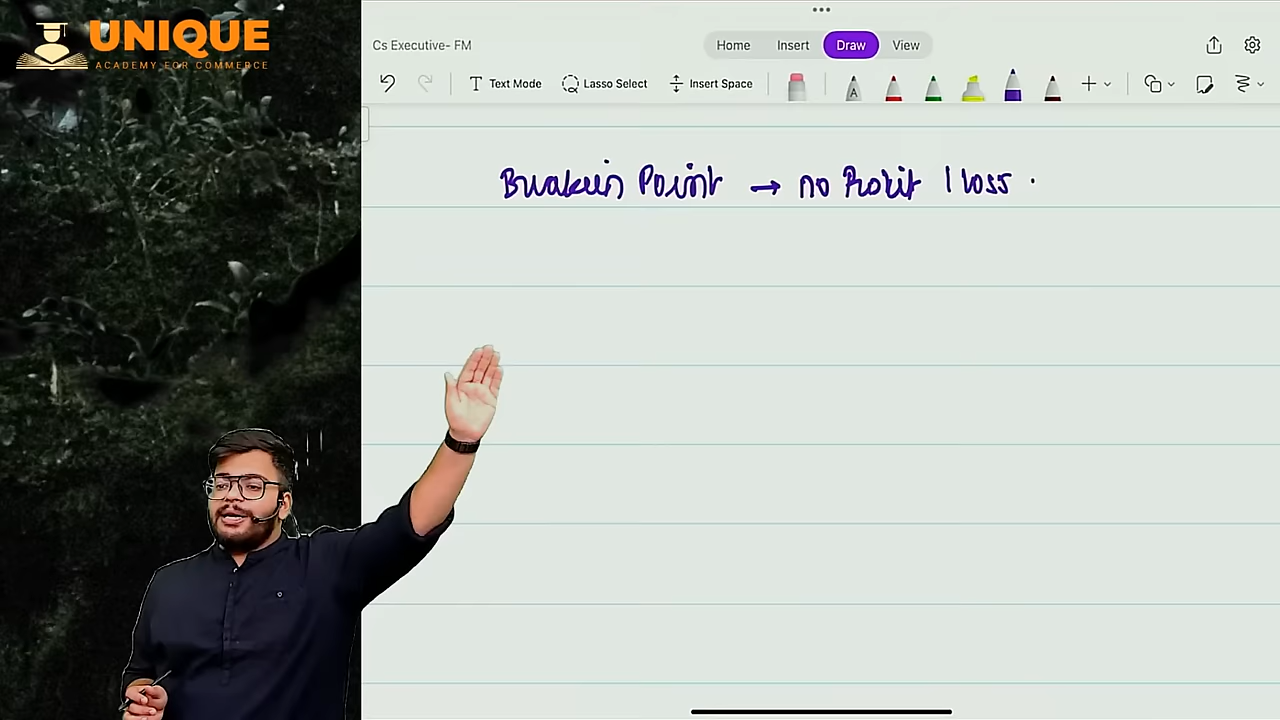 UNIQUE
ACADEMY FOR COMMERCE
Cs Executive- FM
Home Insert Draw View
Text Mode Lasso Select Insert Space
A
Point → no Profit / loss .